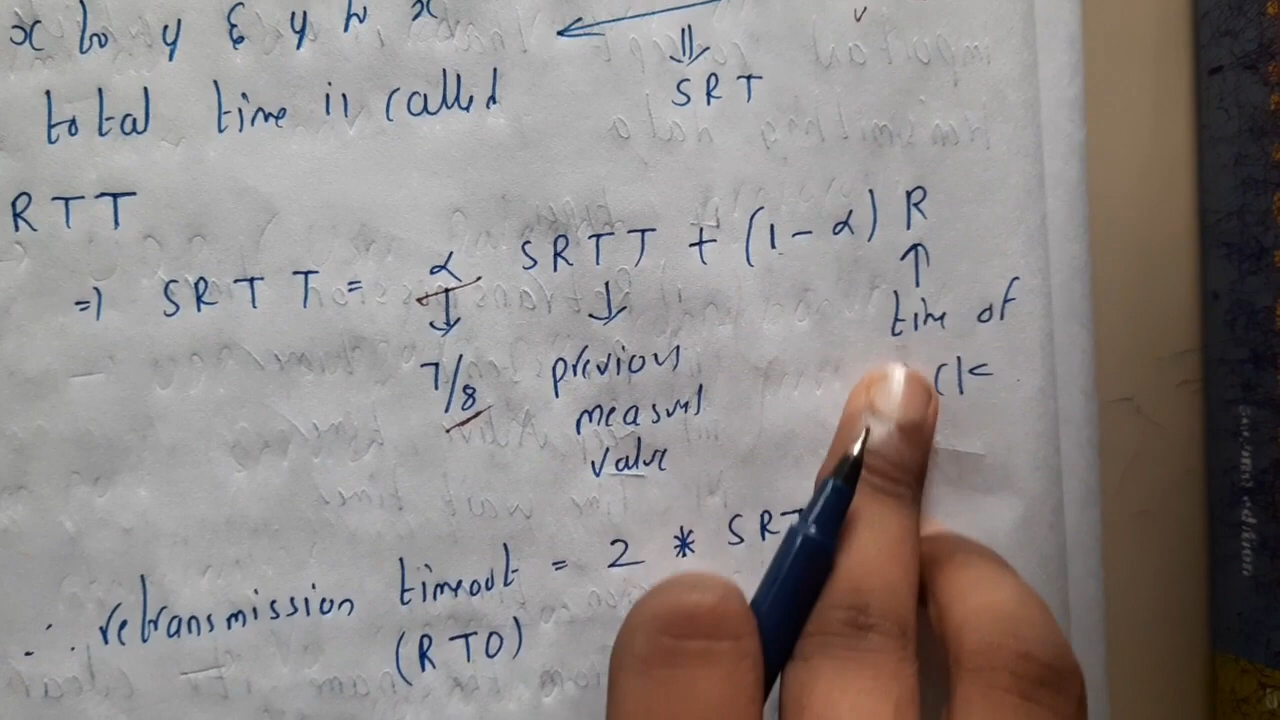 x to y & y to x
SRT
total time is called
RTT
=) SRTT = α SRTT + (1-α) R
7/8
previous
measured
value
time of
ck
∴ retransmission timeout = 2 * SRT
(RTO)